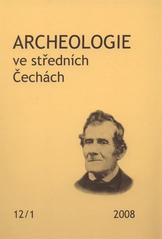 ARCHEOLOGIE
ve středních
Čechách
12/1 2008